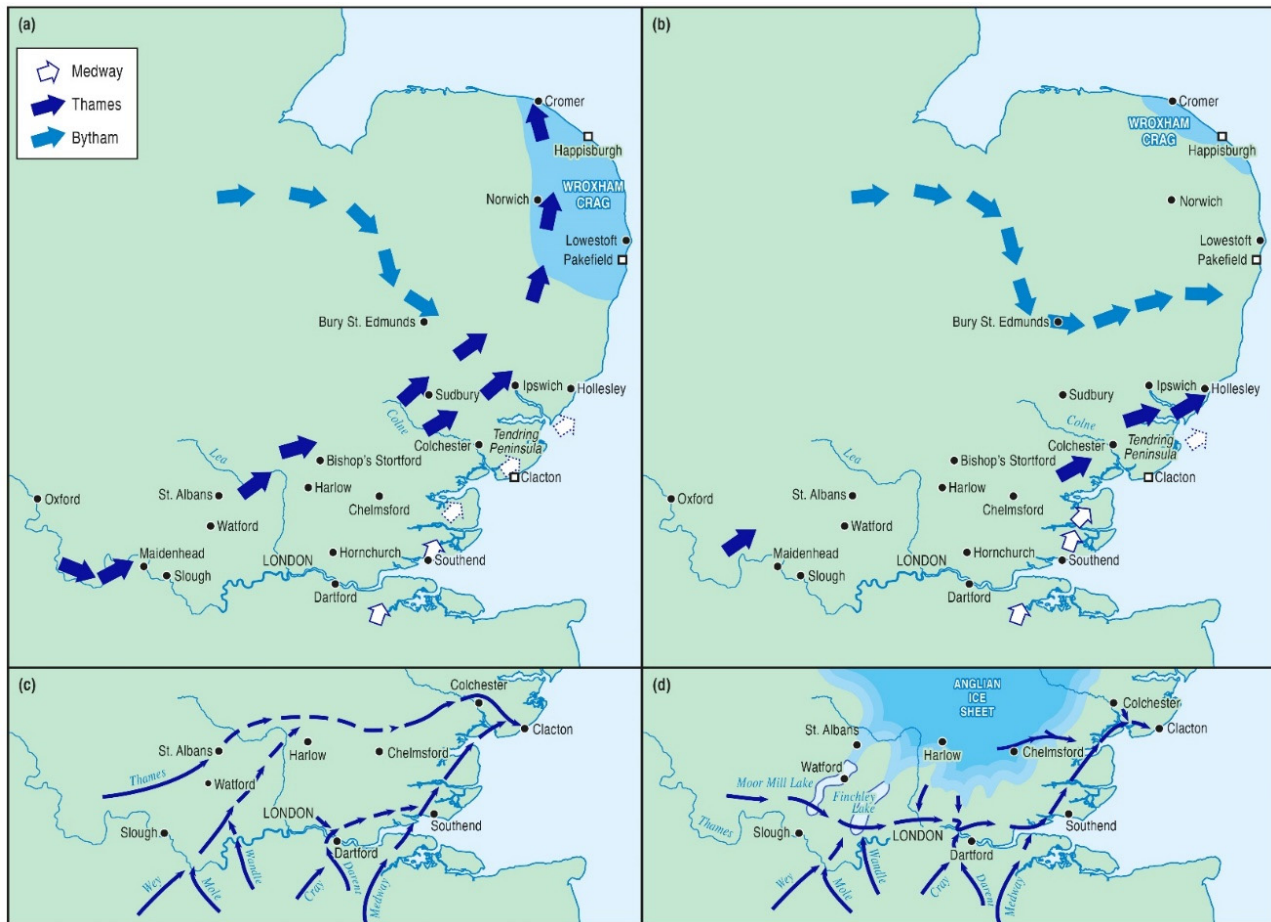 (a)
Medway
Thames
Bytham
Cromer
Happisburgh
Norwich
WROXHAM
CRAG
Lowestoft
Pakefield
Bury St. Edmunds
Sudbury
Ipswich
Hollesley
Colne
Colchester
Tendring
Peninsula
Clacton
Lea
Bishop's Stortford
Oxford
St. Albans
Harlow
Chelmsford
Watford
Maidenhead
Slough
LONDON
Hornchurch
Southend
Dartford
(b)
Cromer
WROXHAM
CRAG
Happisburgh
Norwich
Lowestoft
Pakefield
Bury St. Edmunds
Sudbury
Ipswich
Hollesley
Colne
Colchester
Tendring
Peninsula
Clacton
Lea
Bishop's Stortford
Oxford
St. Albans
Harlow
Chelmsford
Watford
Maidenhead
Slough
LONDON
Hornchurch
Southend
Dartford
(c)
Colchester
Clacton
St. Albans
Harlow
Chelmsford
Thames
Watford
Slough
LONDON
Southend
Dartford
Wey
Mole
Wandle
Cray
Darent
Medway
(d)
ANGLIAN
ICE
SHEET
Colchester
Clacton
St. Albans
Harlow
Chelmsford
Watford
Moor Mill Lake
Finchley
Lake
Thames
Slough
LONDON
Southend
Dartford
Wey
Mole
Wandle
Cray
Darent
Medway